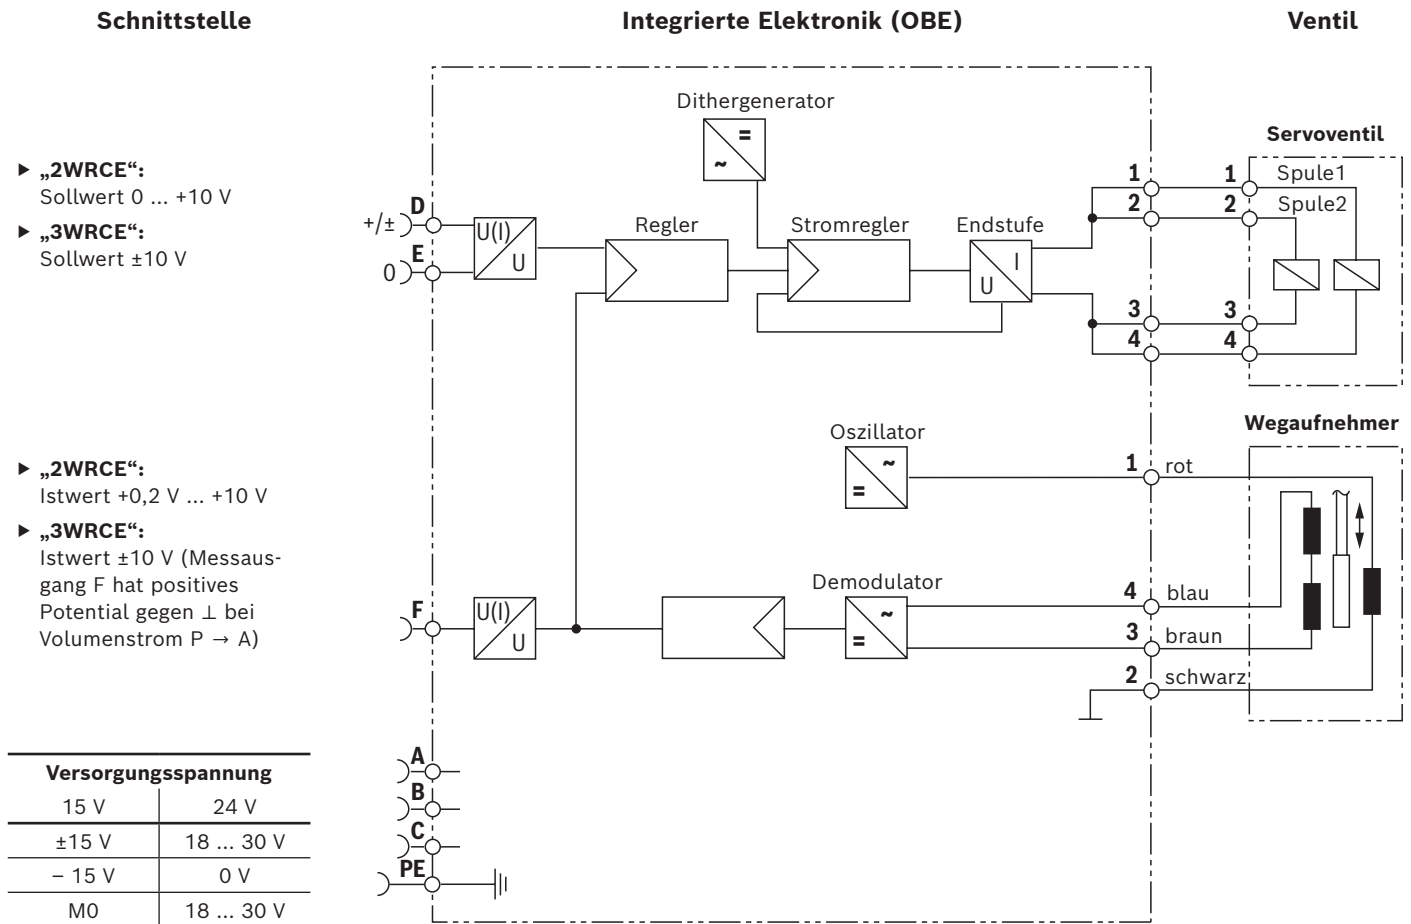 Schnittstelle
Integrierte Elektronik (OBE)
Ventil
▶ „2WRCE“:
Sollwert 0 ... +10 V
▶ „3WRCE“:
Sollwert ±10 V
Dithergenerator
=
~
D
+/±
E
0
U(I)
U
Regler
Stromregler
Endstufe
I
U
1
2
3
4
Servoventil
1
2
3
4
Spule1
Spule2
▶ „2WRCE“:
Istwert +0,2 V ... +10 V
▶ „3WRCE“:
Istwert ±10 V (Messaus-
gang F hat positives
Potential gegen ⊥ bei
Volumenstrom P → A)
Oszillator
~
=
F
U(I)
U
Demodulator
~
=
Wegaufnehmer
1 rot
4 blau
3 braun
2 schwarz
A
B
C
PE
Versorgungsspannung
15 V 24 V
±15 V 18 ... 30 V
– 15 V 0 V
M0 18 ... 30 V